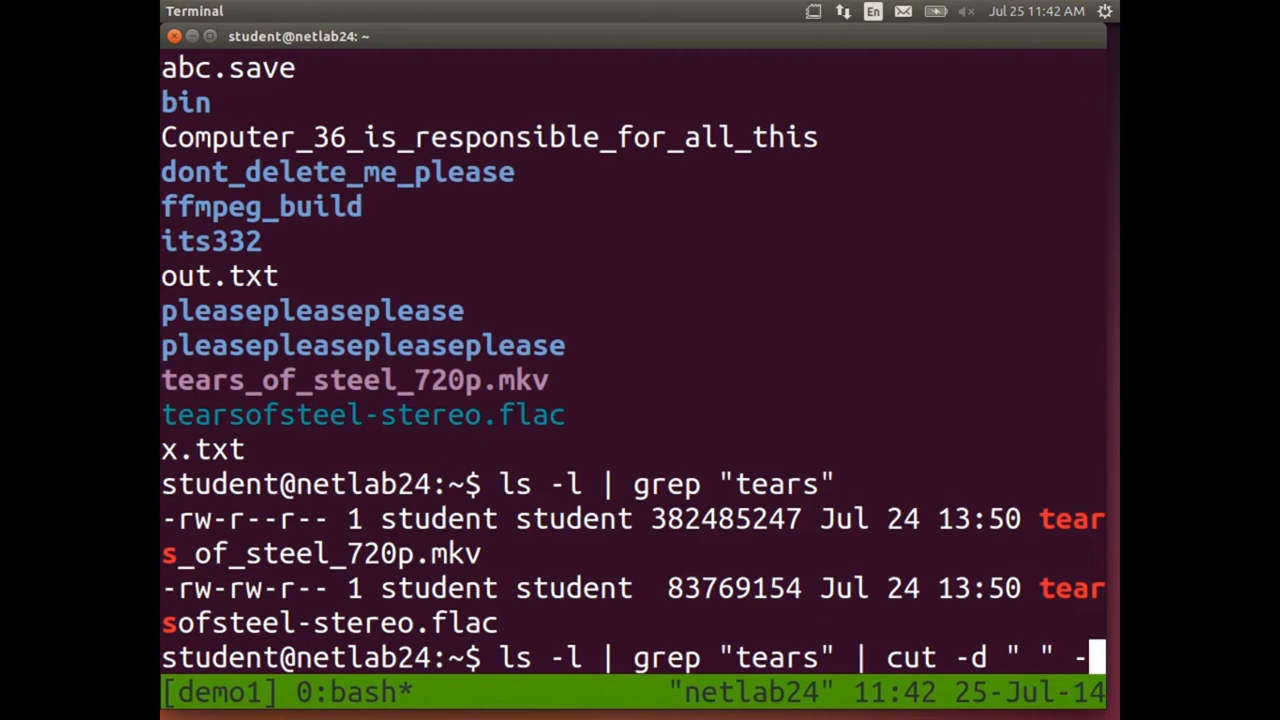 Terminal
En
Jul 25 11:42 AM
student@netlab24: ~
abc.save
bin
Computer_36_is_responsible_for_all_this
dont_delete_me_please
ffmpeg_build
its332
out.txt
pleasepleaseplease
pleasepleasepleaseplease
tears_of_steel_720p.mkv
tearsofsteel-stereo.flac
x.txt
student@netlab24:~$ ls -l | grep "tears"
-rw-r--r-- 1 student student 382485247 Jul 24 13:50 tear
s_of_steel_720p.mkv
-rw-rw-r-- 1 student student  83769154 Jul 24 13:50 tear
sofsteel-stereo.flac
student@netlab24:~$ ls -l | grep "tears" | cut -d " " -
[demo1] 0:bash* "netlab24" 11:42 25-Jul-14